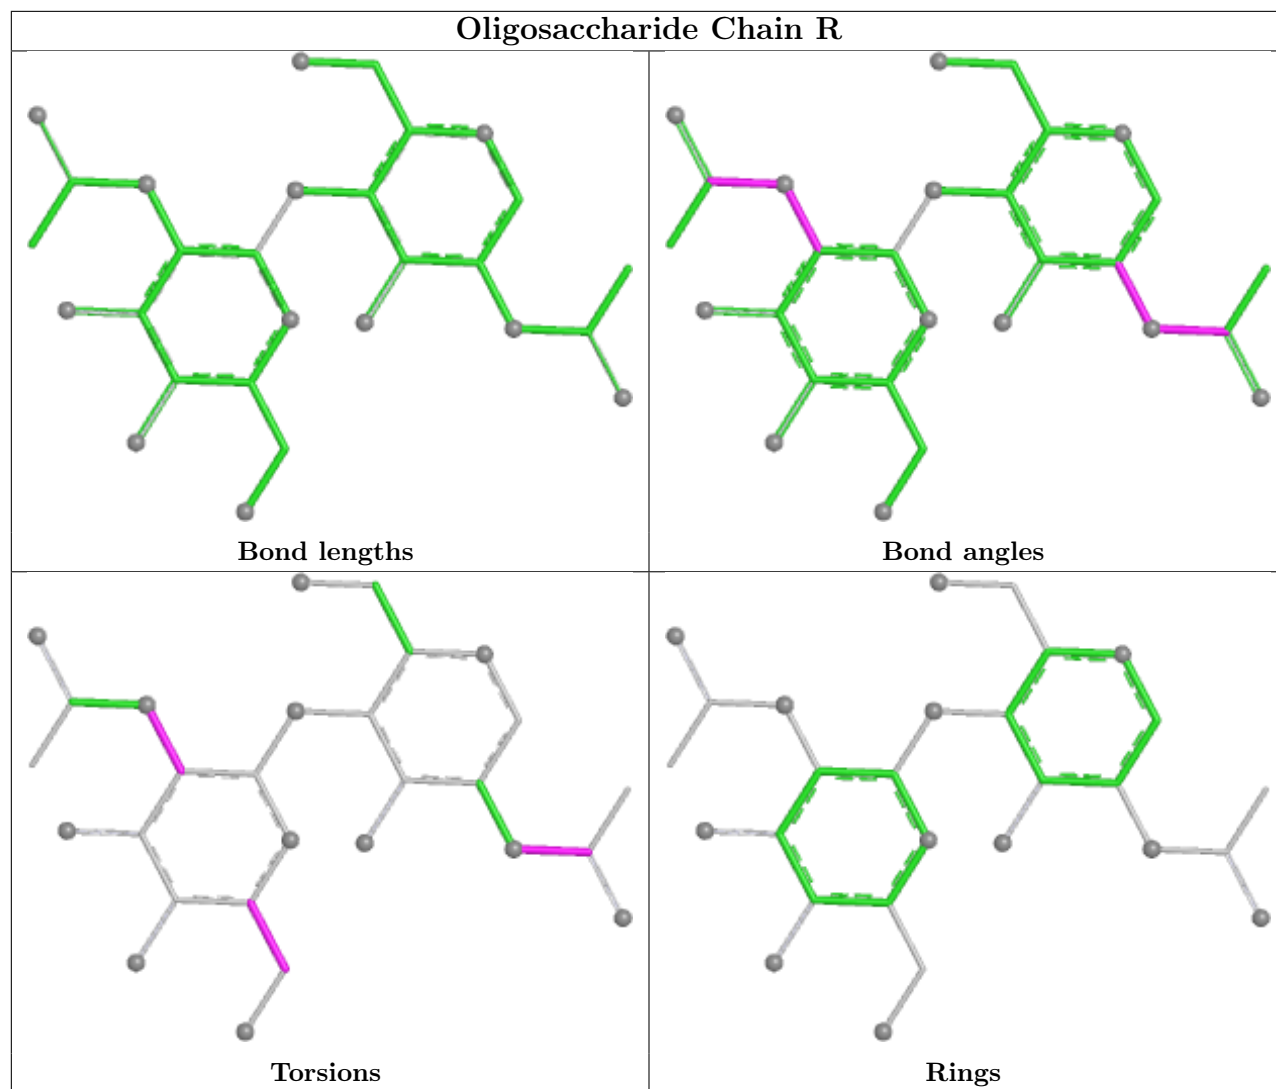 Oligosaccharide Chain R
Bond lengths
Bond angles
Torsions
Rings